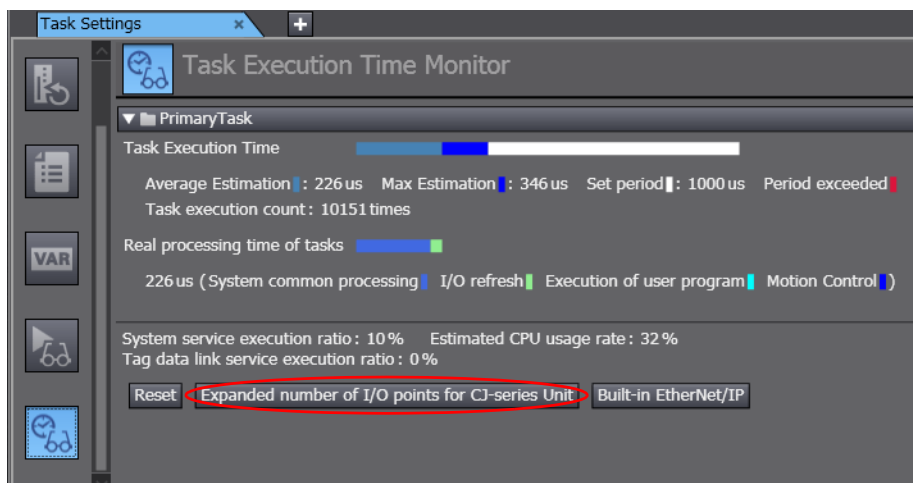 Task Settings × +
Task Execution Time Monitor
▼ PrimaryTask
Task Execution Time
Average Estimation : 226 us Max Estimation : 346 us Set period : 1000 us Period exceeded
Task execution count : 10151 times
Real processing time of tasks
VAR
226 us ( System common processing I/O refresh Execution of user program Motion Control )
System service execution ratio : 10 % Estimated CPU usage rate : 32 %
Tag data link service execution ratio : 0 %
Reset Expanded number of I/O points for CJ-series Unit Built-in EtherNet/IP